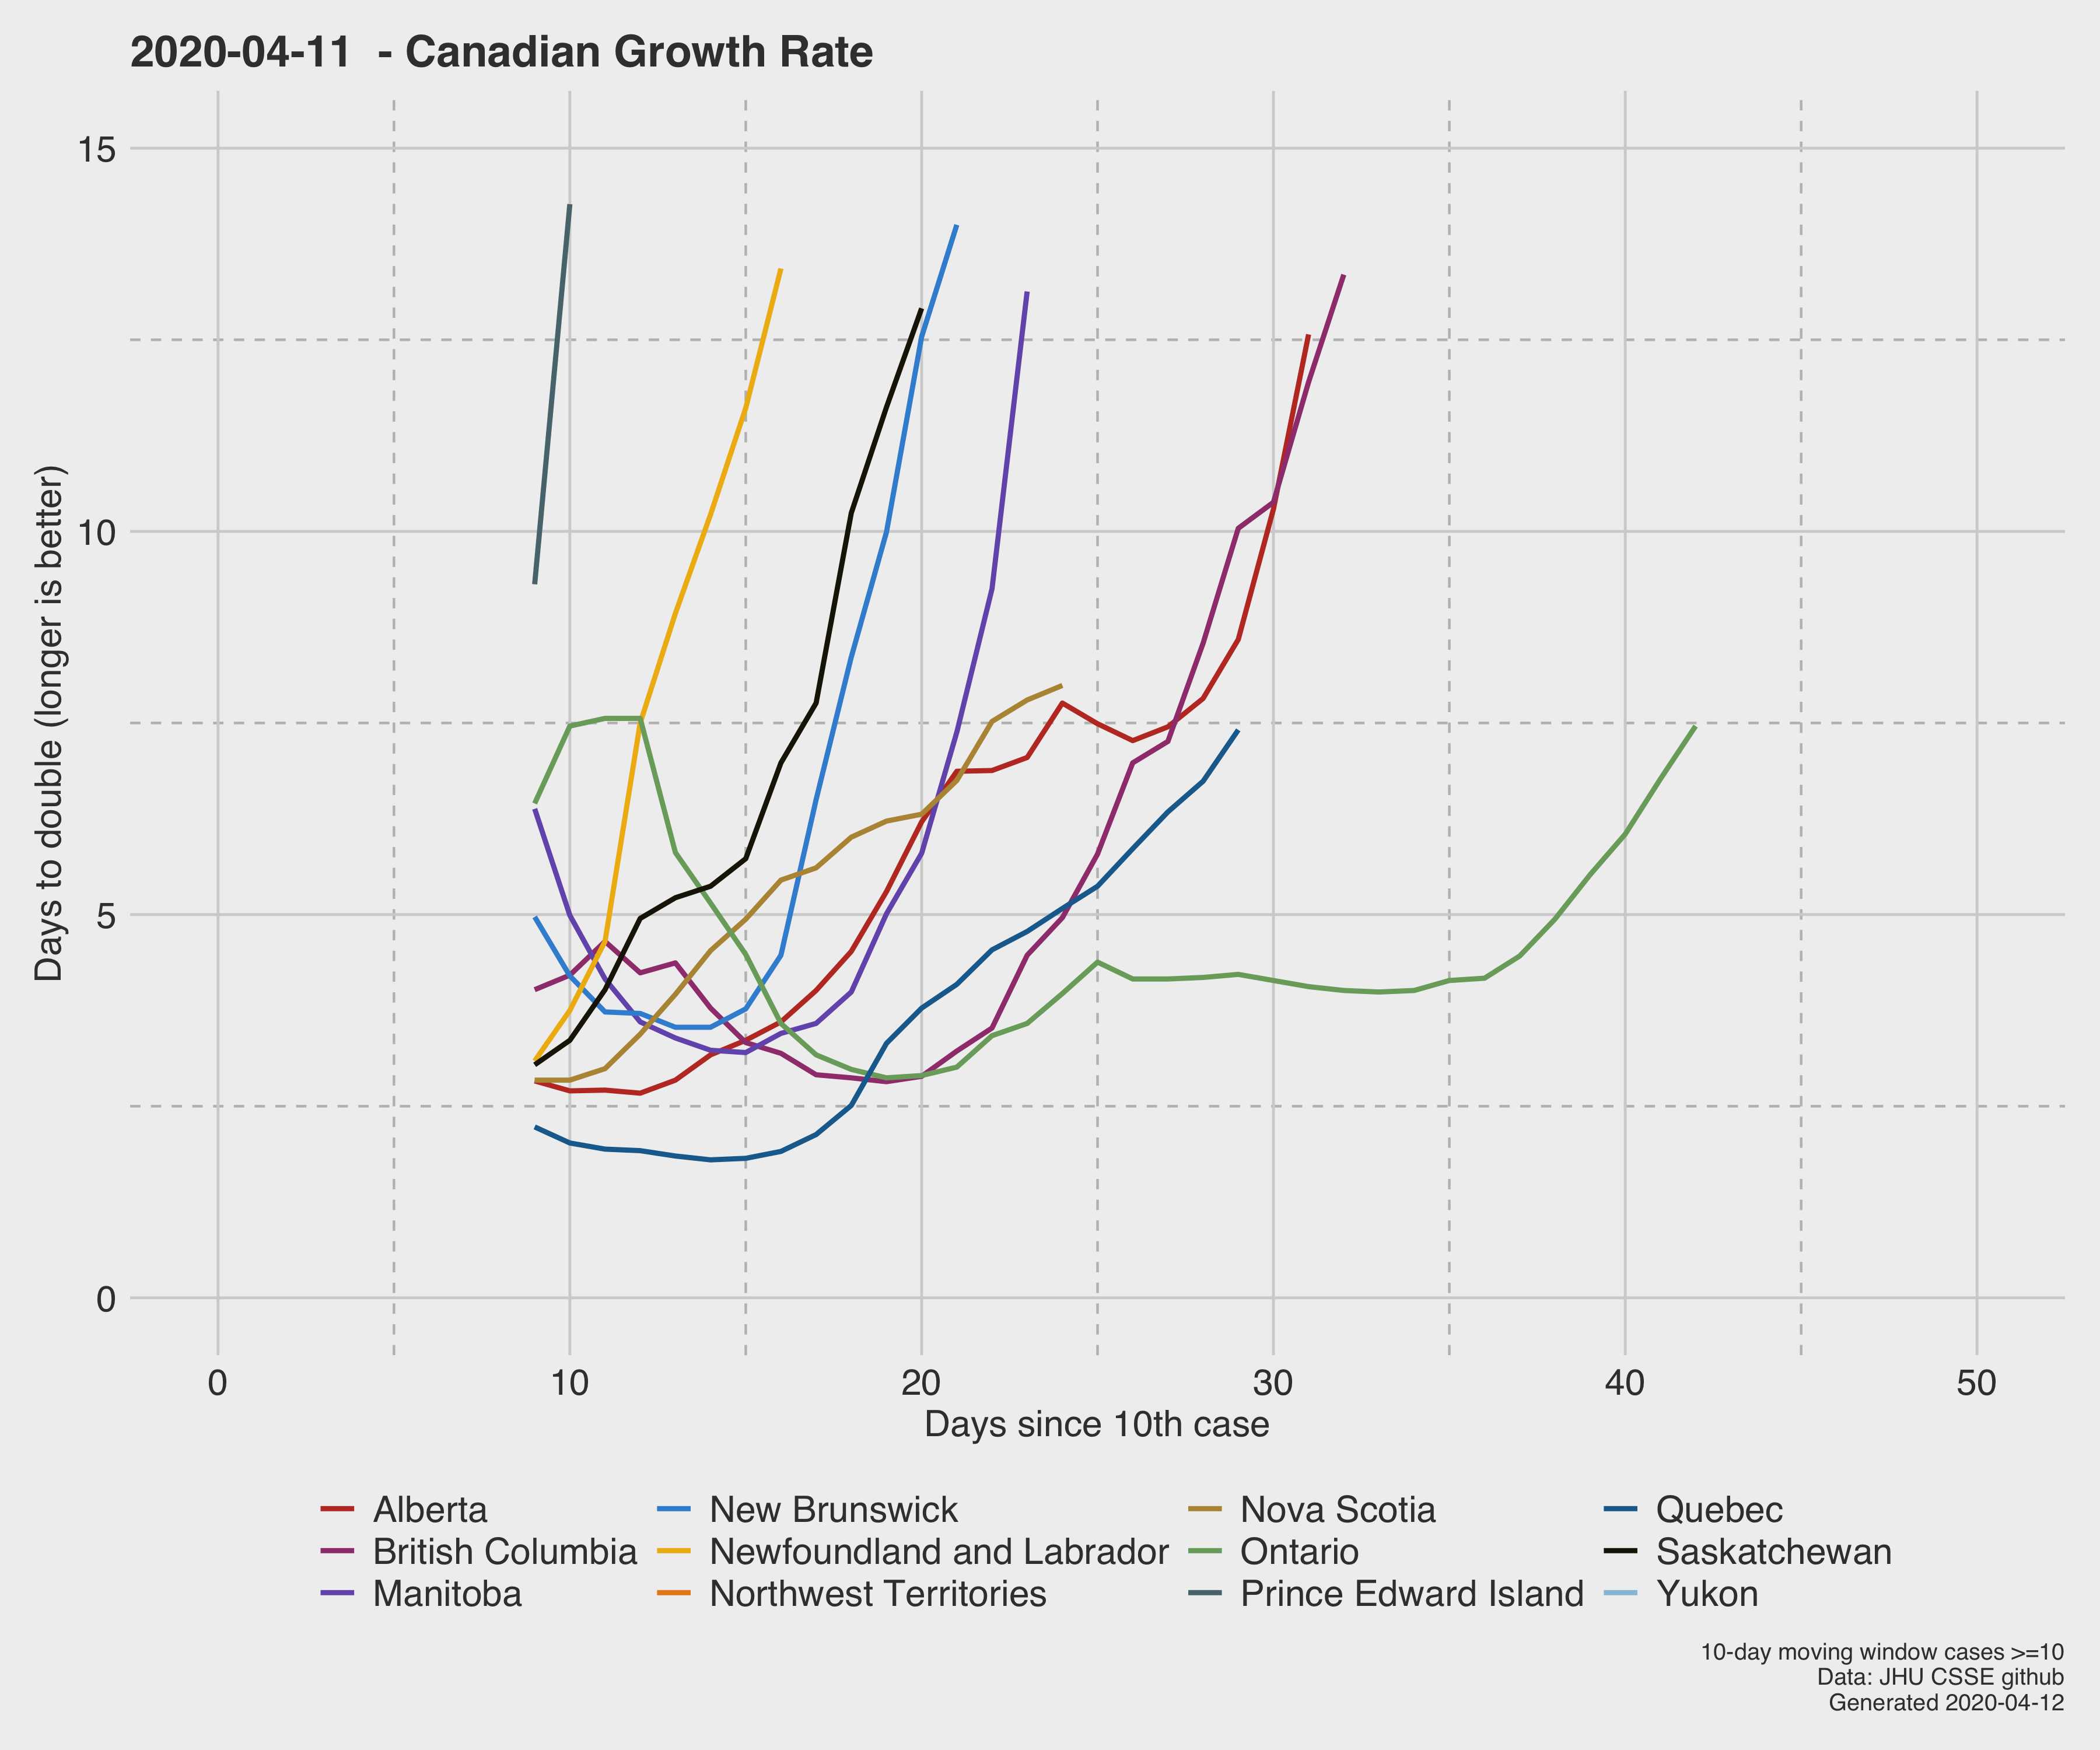 2020-04-11  - Canadian Growth Rate
Days to double (longer is better)
15
10
5
0
0 10 20 30 40 50
Days since 10th case
Alberta New Brunswick Nova Scotia Quebec
British Columbia Newfoundland and Labrador Ontario Saskatchewan
Manitoba Northwest Territories Prince Edward Island Yukon
10-day moving window cases >=10
Data: JHU CSSE github
Generated 2020-04-12